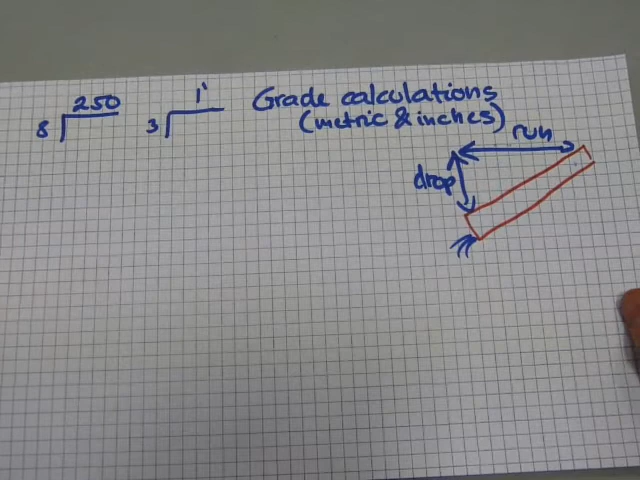 250
8
1'
3
Grade calculations
(metric & inches)
run
drop